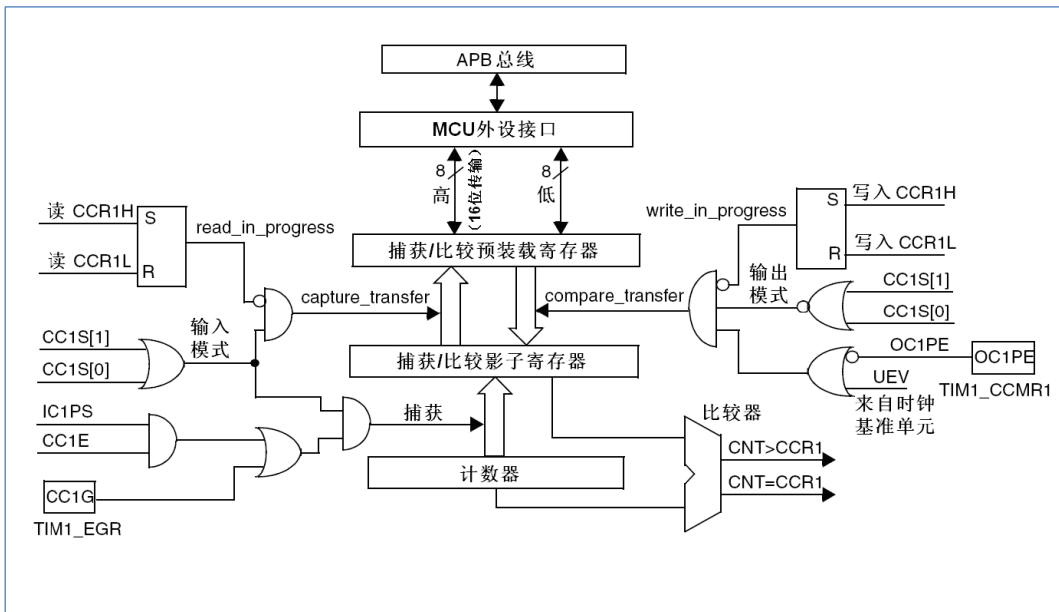 APB 总线
MCU外设接口
8
高
(16位传输)
8
低
读 CCR1H
S
read_in_progress
读 CCR1L
R
write_in_progress
S
写入 CCR1H
R
写入 CCR1L
捕获/比较预装载寄存器
capture_transfer
compare_transfer
输出
模式
CC1S[1]
CC1S[0]
输入
模式
CC1S[1]
CC1S[0]
捕获/比较影子寄存器
OC1PE
OC1PE
UEV
TIM1_CCMR1
来自时钟
基准单元
IC1PS
CC1E
捕获
比较器
CNT>CCR1
计数器
CNT=CCR1
CC1G
TIM1_EGR